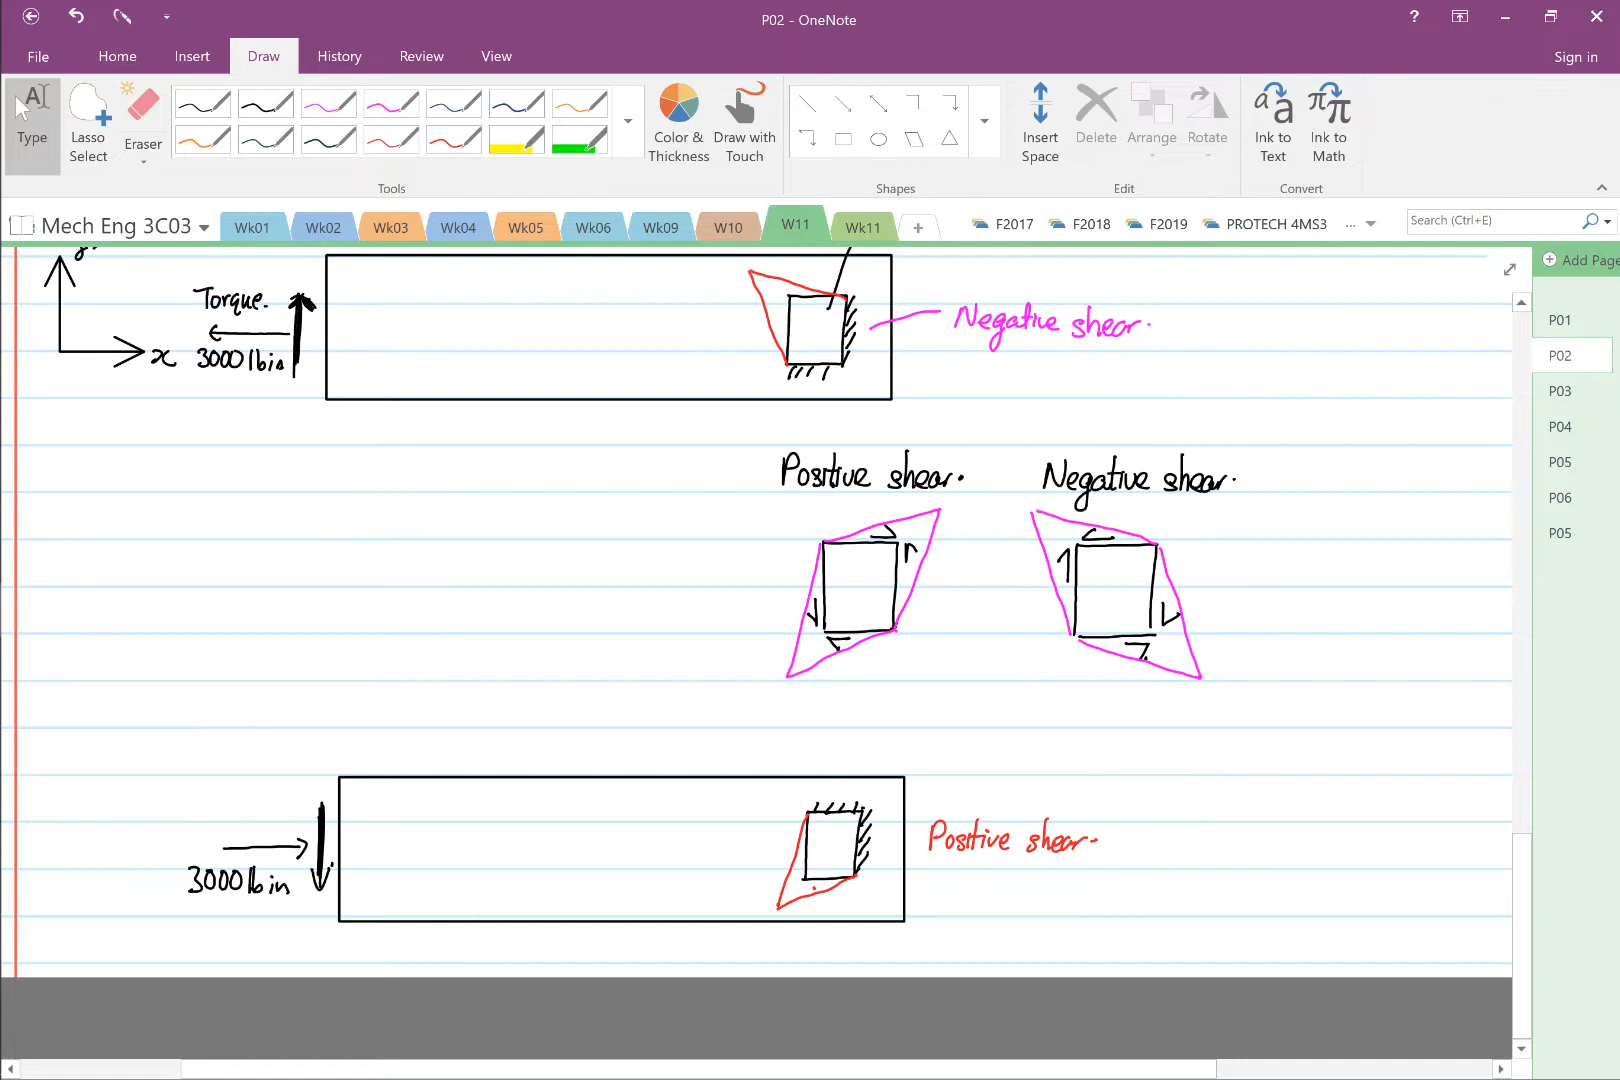 P02 - OneNote
?
File Home Insert Draw History Review View Sign in
Type
Lasso Select
Eraser
Color & Thickness
Draw with Touch
Insert Space
Delete
Arrange
Rotate
Ink to Text
Ink to Math
Tools
Shapes
Edit
Convert
Mech Eng 3C03
Wk01 Wk02 Wk03 Wk04 Wk05 Wk06 Wk09 W10 W11 Wk11 +
F2017 F2018 F2019 PROTECH 4MS3 ...
Search (Ctrl+E)
Add Page
P01
P02
P03
P04
P05
P06
P05
Torque.
x
3000 lb in
Negative shear.
Positive shear.
Negative shear.
3000 lb in
Positive shear.